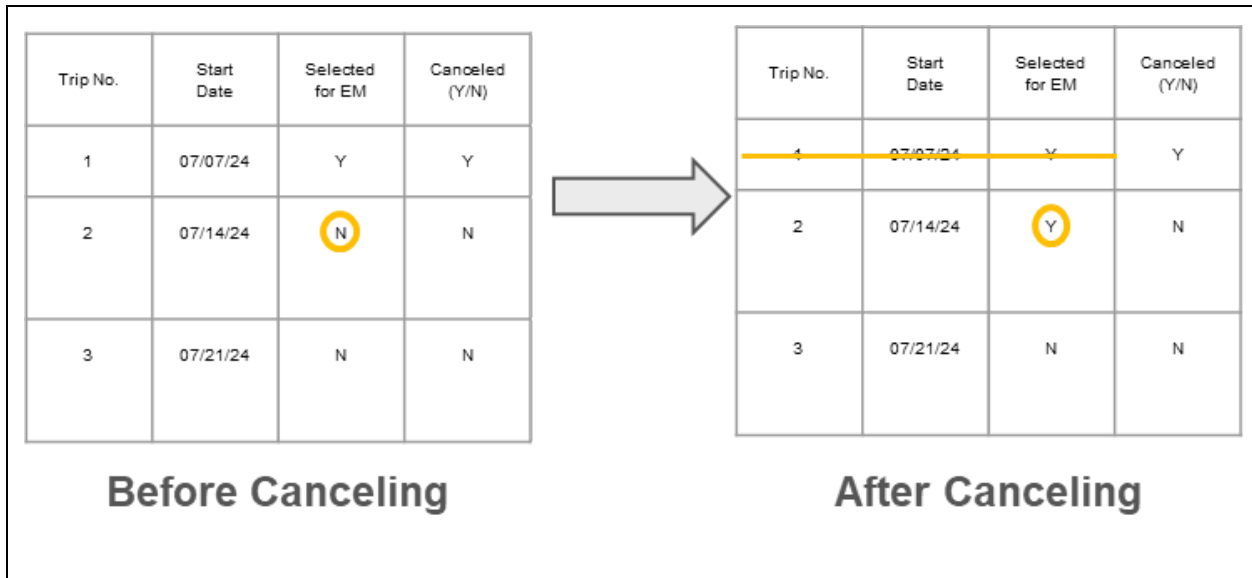 Trip No. Start Date Selected for EM Canceled (Y/N)
1 07/07/24 Y Y
2 07/14/24 N N
3 07/21/24 N N
Before Canceling
Trip No. Start Date Selected for EM Canceled (Y/N)
1 07/07/24 Y Y
2 07/14/24 Y N
3 07/21/24 N N
After Canceling